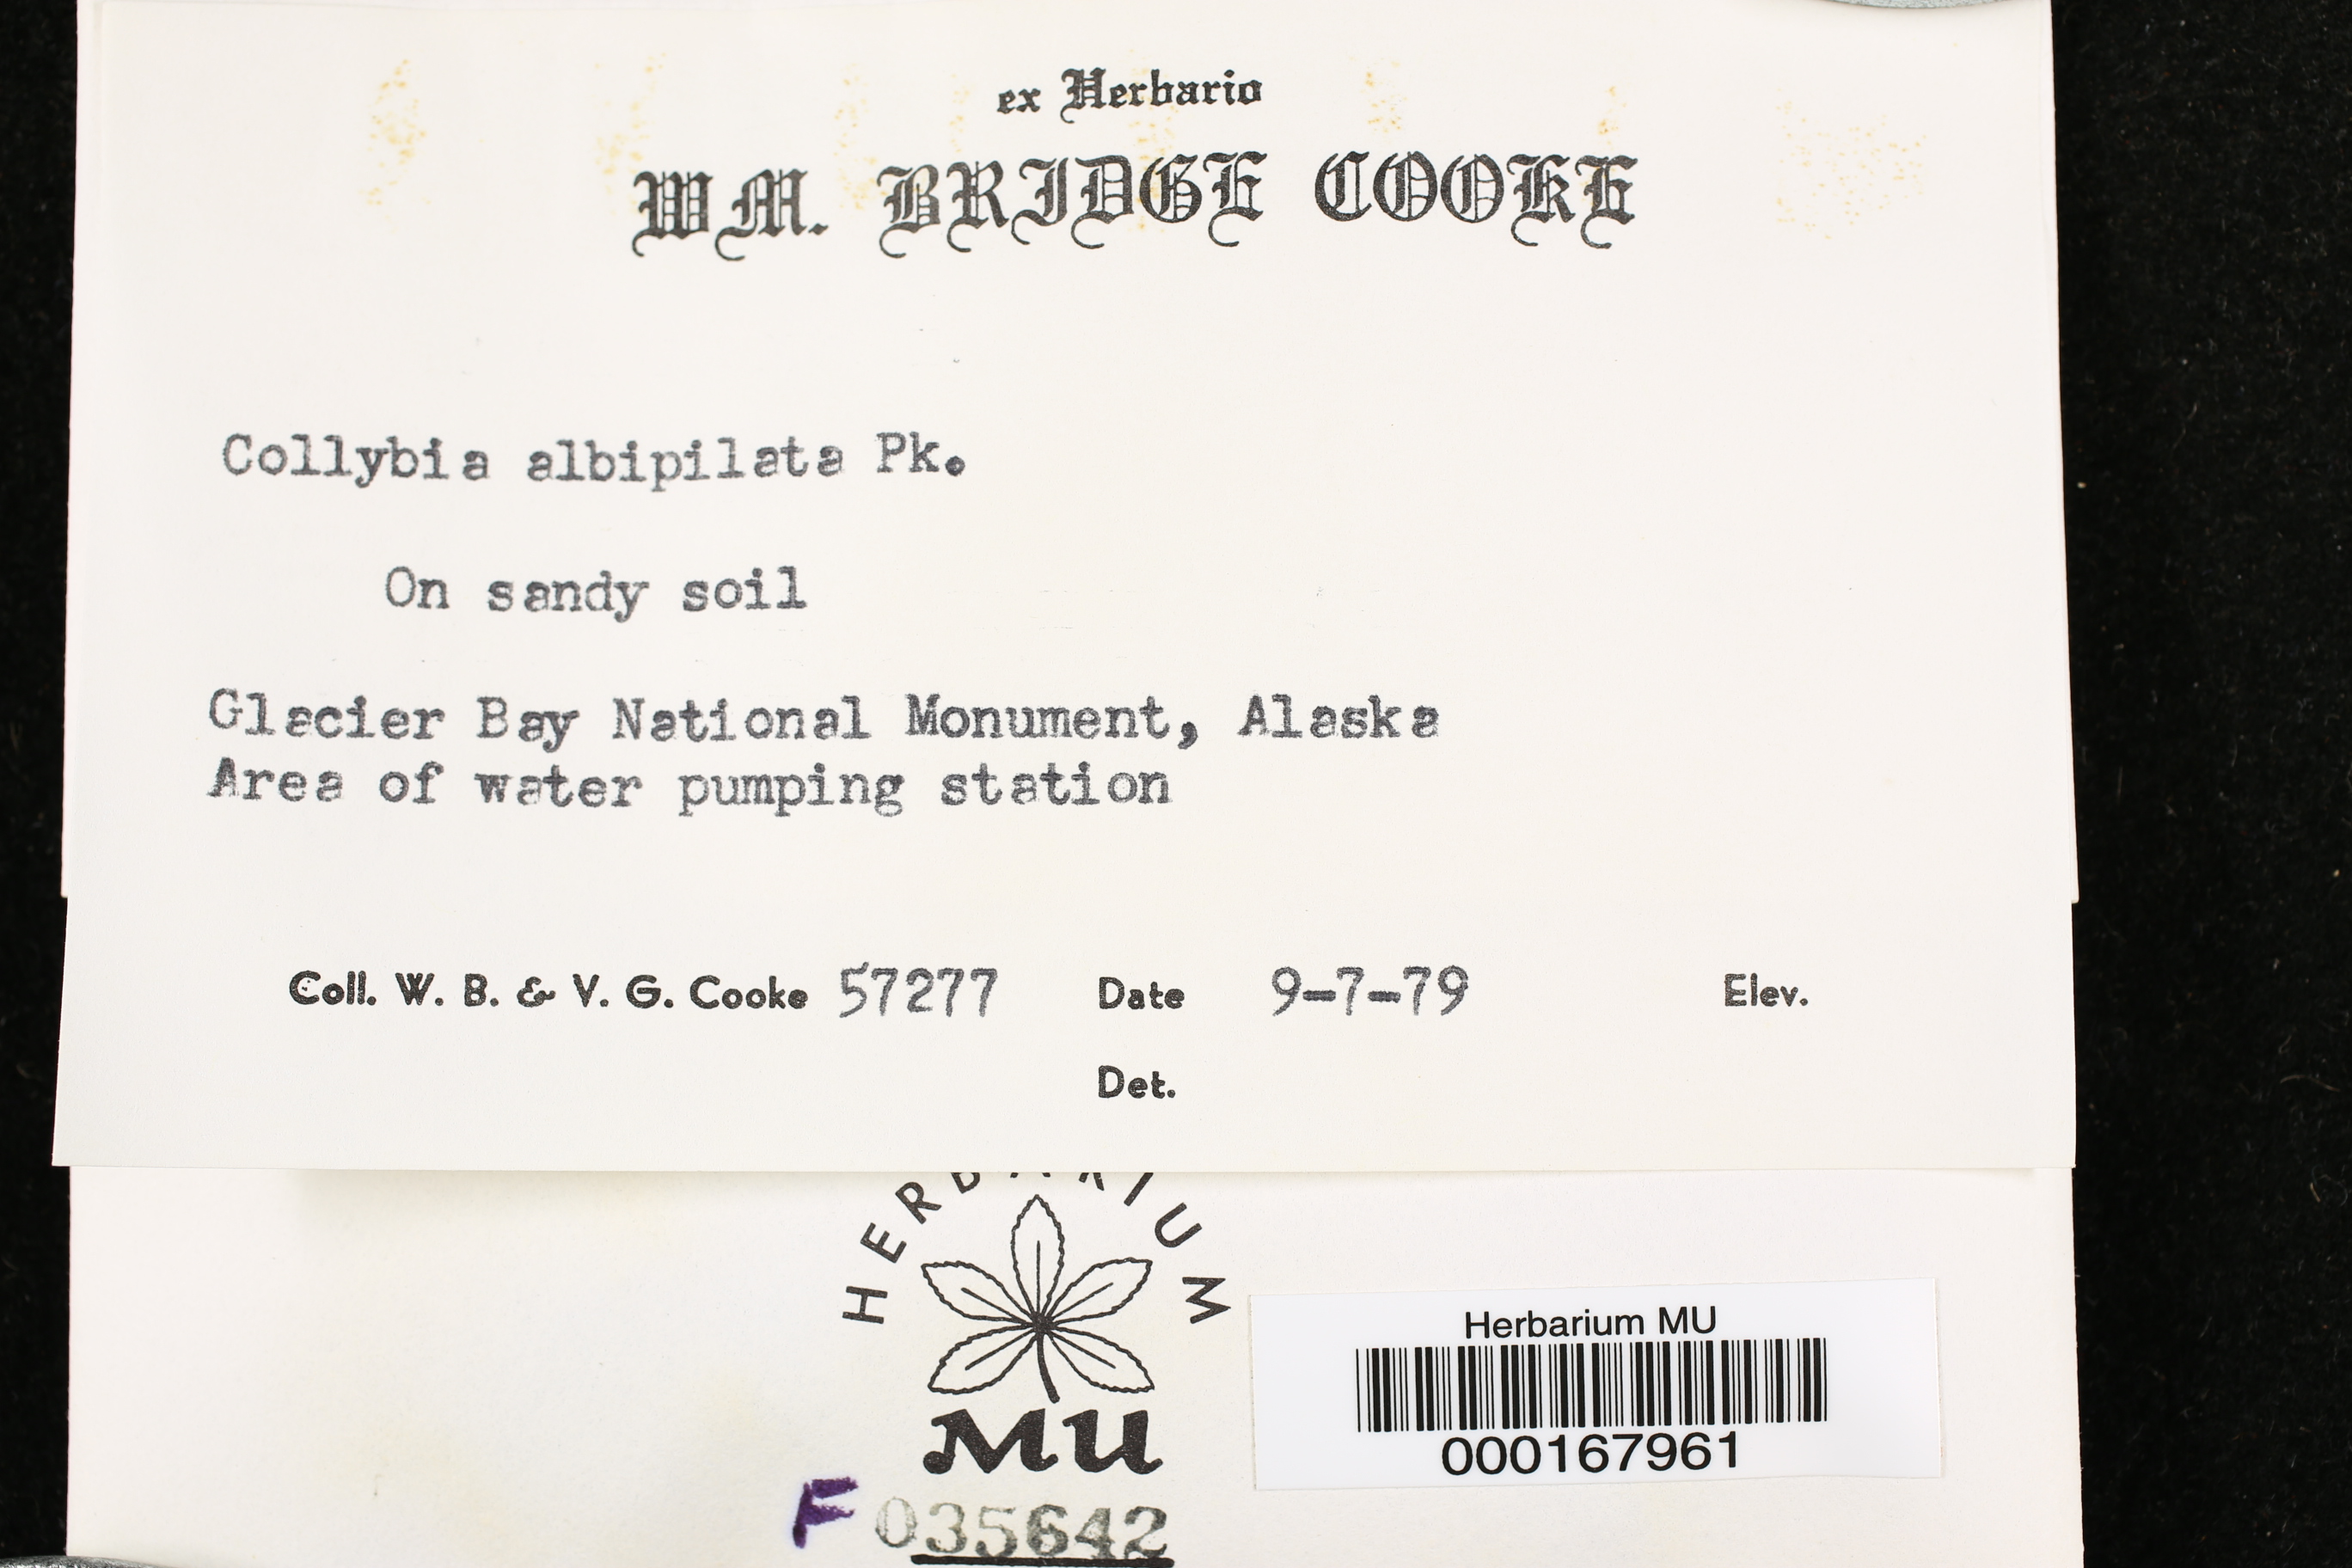 ex Herbario
WM. BRIDGE COOKE
Collybia albipilata Pk.
On sandy soil
Glacier Bay National Monument, Alaska
Area of water pumping station
Coll. W. B. & V. G. Cooke 57277 Date 9-7-79 Elev.
Det.
HERBARIUM
MU
F 035642
Herbarium MU
000167961